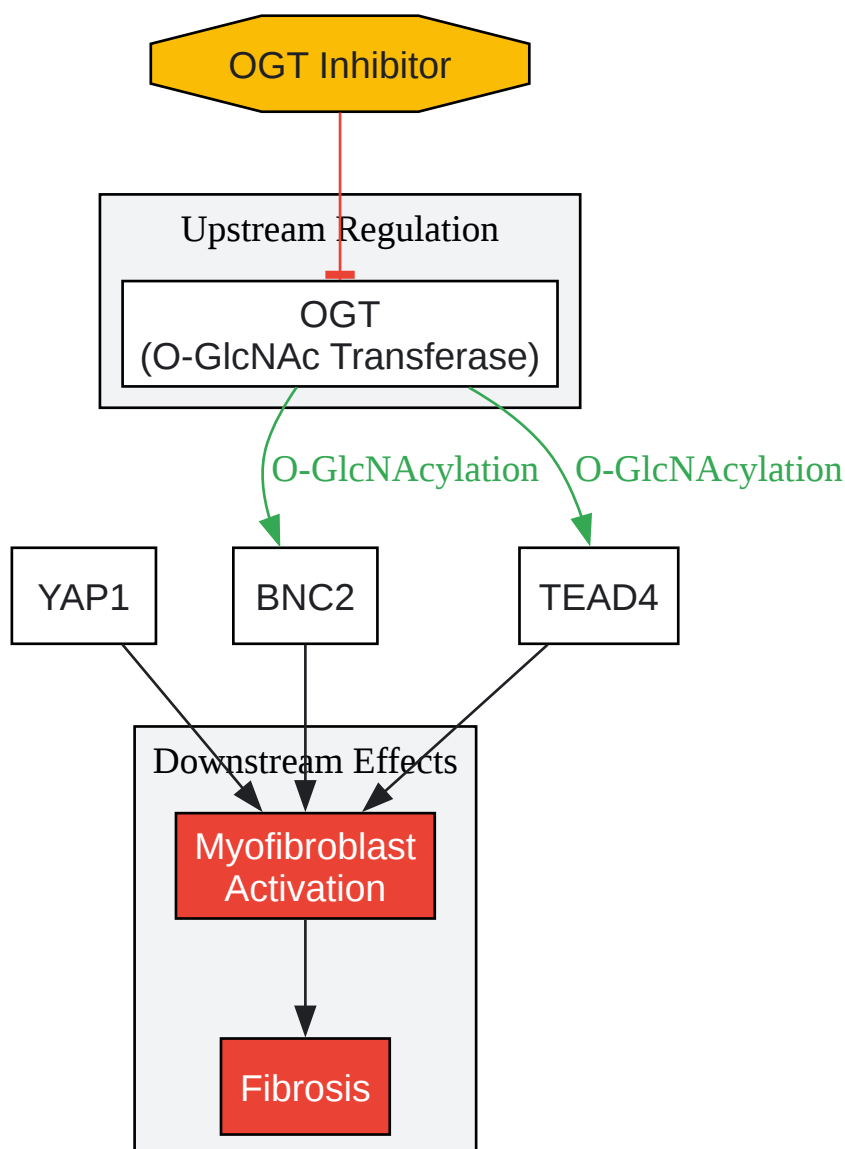 OGT Inhibitor
Upstream Regulation
OGT
(O-GlcNAc Transferase)
O-GlcNAcylation
O-GlcNAcylation
YAP1
BNC2
TEAD4
Downstream Effects
Myofibroblast
Activation
Fibrosis